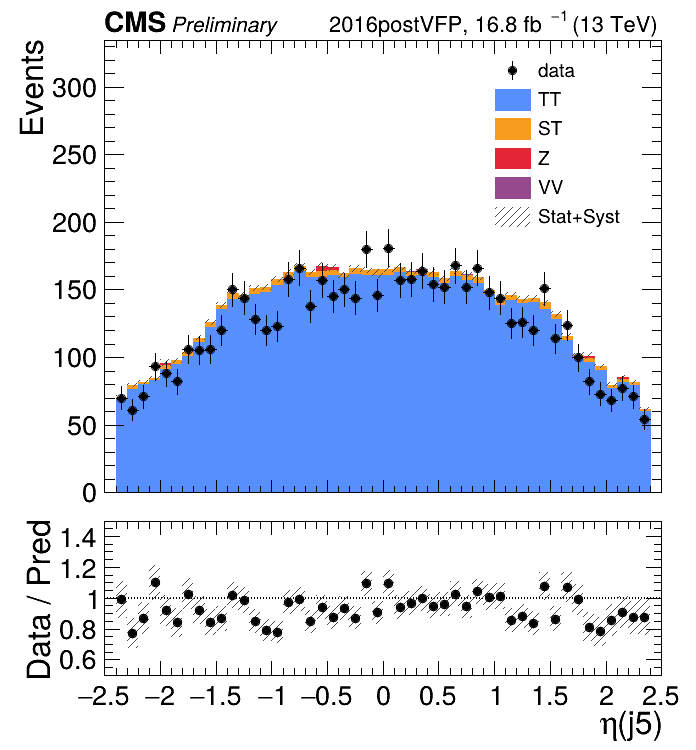 CMS Preliminary 2016postVFP, 16.8 fb⁻¹ (13 TeV)
Events
300
250
200
150
100
50
0
data
TT
ST
Z
VV
Stat+Syst
Data / Pred
1.4
1.2
1
0.8
0.6
−2.5 −2 −1.5 −1 −0.5 0 0.5 1 1.5 2 2.5
η(j5)